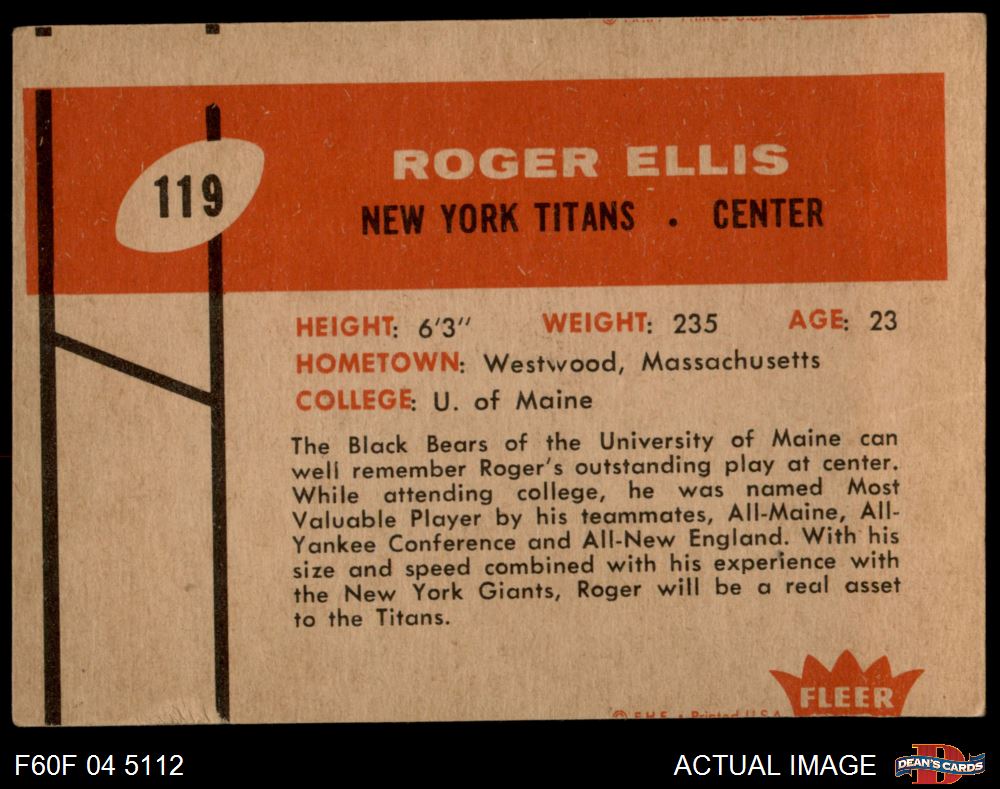 119
ROGER ELLIS
NEW YORK TITANS . CENTER
HEIGHT: 6'3" WEIGHT: 235 AGE: 23
HOMETOWN: Westwood, Massachusetts
COLLEGE: U. of Maine
The Black Bears of the University of Maine can
well remember Roger's outstanding play at center.
While attending college, he was named Most
Valuable Player by his teammates, All-Maine, All-
Yankee Conference and All-New England. With his
size and speed combined with his experience with
the New York Giants, Roger will be a real asset
to the Titans.
FLEER
Printed U.S.A.
F60F 04 5112
ACTUAL IMAGE
DEAN'S CARDS